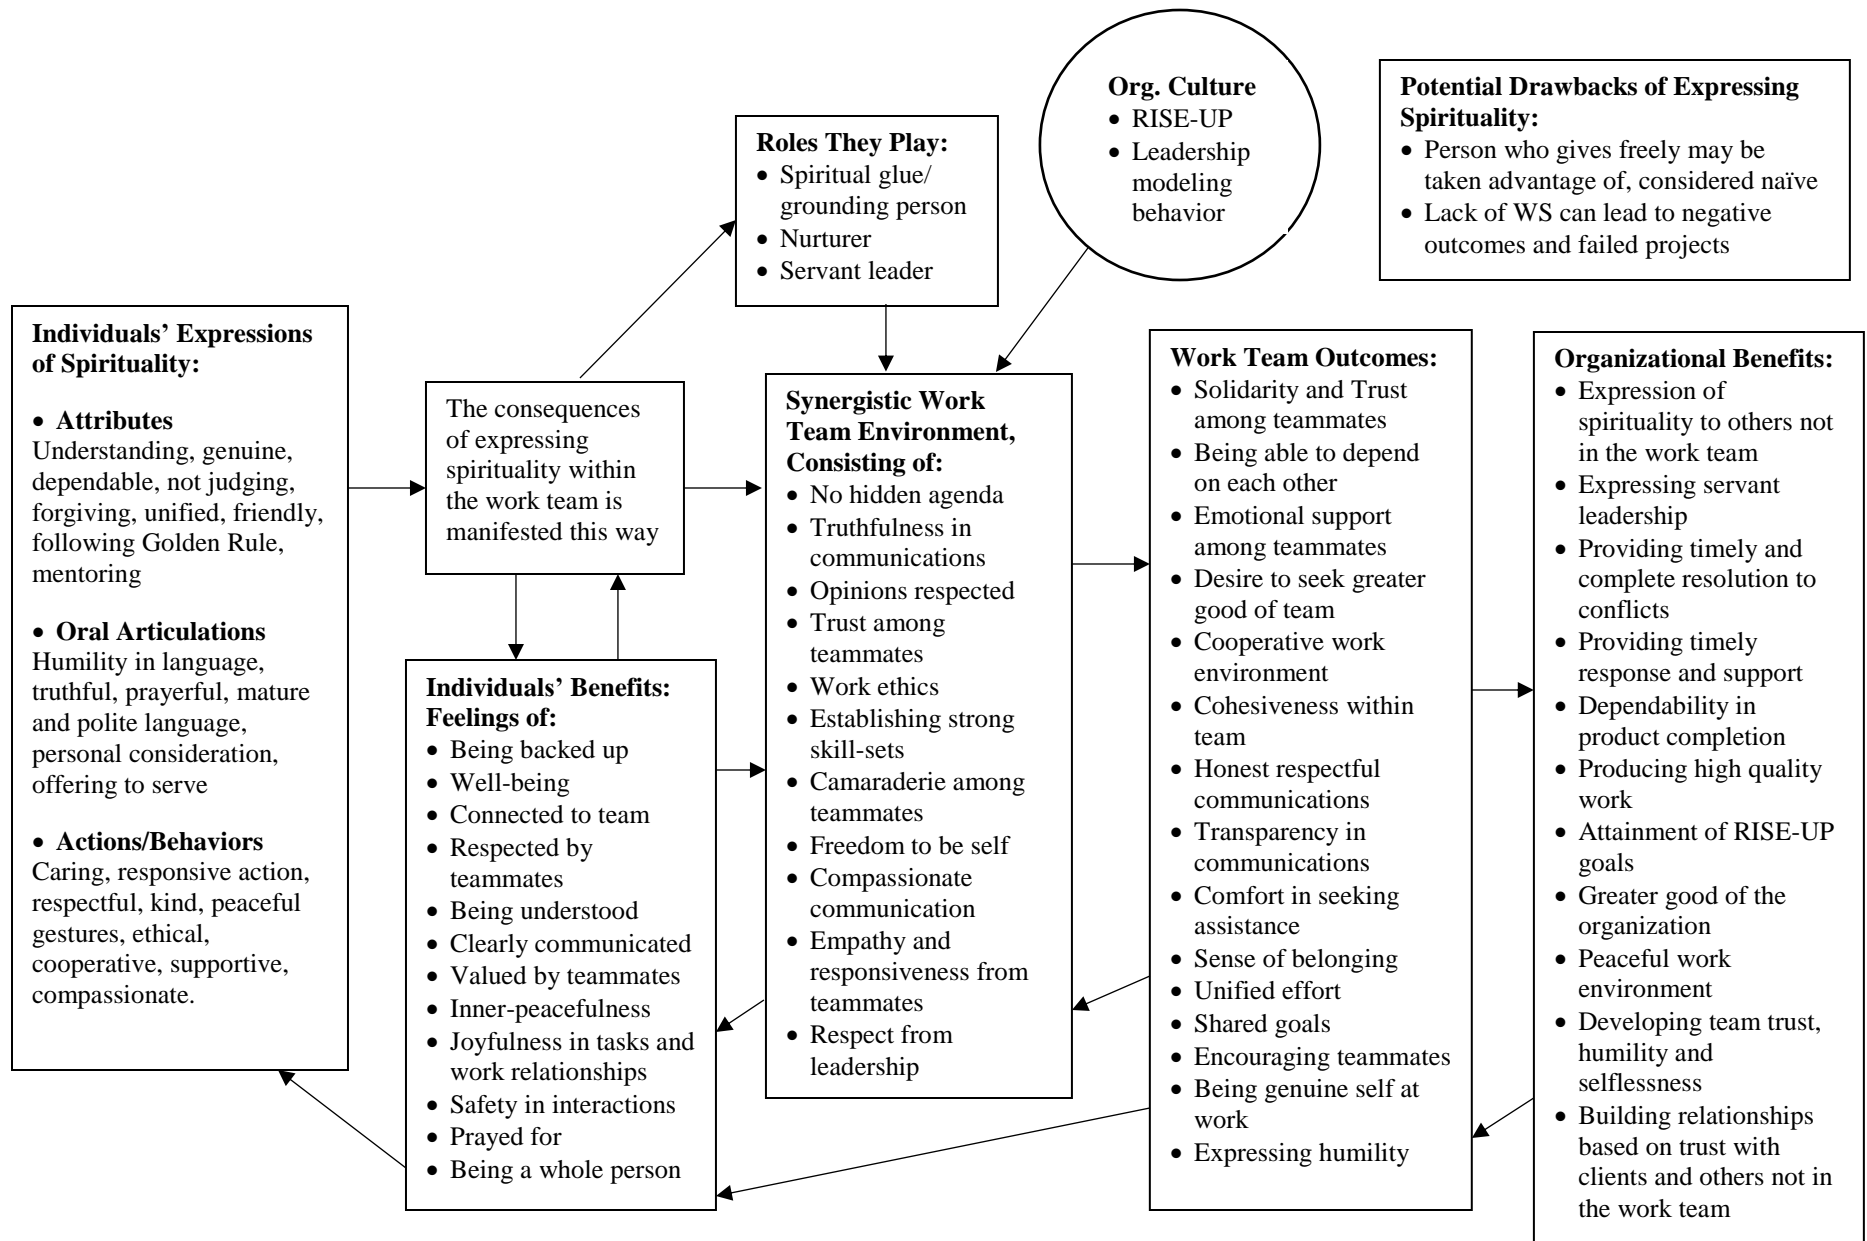 Individuals’ Expressions
of Spirituality:
• Attributes
Understanding, genuine,
dependable, not judging,
forgiving, unified, friendly,
following Golden Rule,
mentoring
• Oral Articulations
Humility in language,
truthful, prayerful, mature
and polite language,
personal consideration,
offering to serve
• Actions/Behaviors
Caring, responsive action,
respectful, kind, peaceful
gestures, ethical,
cooperative, supportive,
compassionate.
The consequences
of expressing
spirituality within
the work team is
manifested this way
Roles They Play:
• Spiritual glue/
grounding person
• Nurturer
• Servant leader
Individuals’ Benefits:
Feelings of:
• Being backed up
• Well-being
• Connected to team
• Respected by
teammates
• Being understood
• Clearly communicated
• Valued by teammates
• Inner-peacefulness
• Joyfulness in tasks and
work relationships
• Safety in interactions
• Prayed for
• Being a whole person
Org. Culture
• RISE-UP
• Leadership
modeling
behavior
Synergistic Work
Team Environment,
Consisting of:
• No hidden agenda
• Truthfulness in
communications
• Opinions respected
• Trust among
teammates
• Work ethics
• Establishing strong
skill-sets
• Camaraderie among
teammates
• Freedom to be self
• Compassionate
communication
• Empathy and
responsiveness from
teammates
• Respect from
leadership
Potential Drawbacks of Expressing
Spirituality:
• Person who gives freely may be
taken advantage of, considered naïve
• Lack of WS can lead to negative
outcomes and failed projects
Work Team Outcomes:
• Solidarity and Trust
among teammates
• Being able to depend
on each other
• Emotional support
among teammates
• Desire to seek greater
good of team
• Cooperative work
environment
• Cohesiveness within
team
• Honest respectful
communications
• Transparency in
communications
• Comfort in seeking
assistance
• Sense of belonging
• Unified effort
• Shared goals
• Encouraging teammates
• Being genuine self at
work
• Expressing humility
Organizational Benefits:
• Expression of
spirituality to others not
in the work team
• Expressing servant
leadership
• Providing timely and
complete resolution to
conflicts
• Providing timely
response and support
• Dependability in
product completion
• Producing high quality
work
• Attainment of RISE-UP
goals
• Greater good of the
organization
• Peaceful work
environment
• Developing team trust,
humility and
selflessness
• Building relationships
based on trust with
clients and others not in
the work team